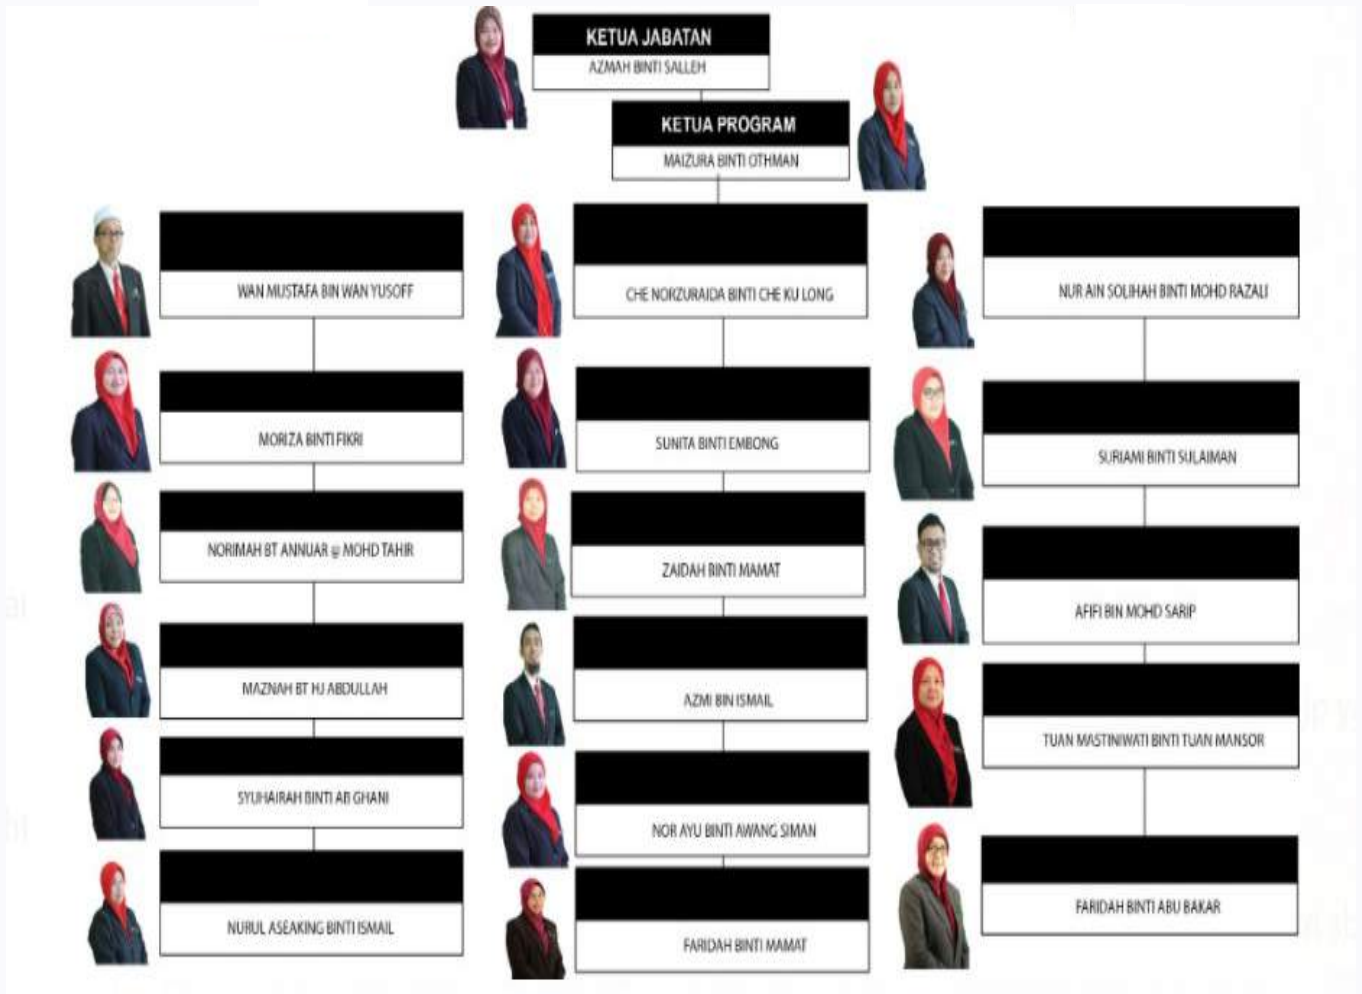 KETUA JABATAN
AZMAH BINTI SALLEH
KETUA PROGRAM
MAIZURA BINTI OTHMAN
WAN MUSTAFA BIN WAN YUSOFF
MORIZA BINTI FIKRI
NORIMAH BT ANNUAR @ MOHD TAHIR
MAZNAH BT HJ ABDULLAH
SYUHAIRAH BINTI AB GHANI
NURUL ASEAKING BINTI ISMAIL
CHE NORZURAIDA BINTI CHE KU LONG
SUNITA BINTI EMBONG
ZAIDAH BINTI MAMAT
AZMI BIN ISMAIL
NOR AYU BINTI AWANG SIMAN
FARIDAH BINTI MAMAT
NUR AIN SOLIHAH BINTI MOHD RAZALI
SURIAMI BINTI SULAIMAN
AFIFI BIN MOHD SARIP
TUAN MASTINIWATI BINTI TUAN MANSOR
FARIDAH BINTI ABU BAKAR